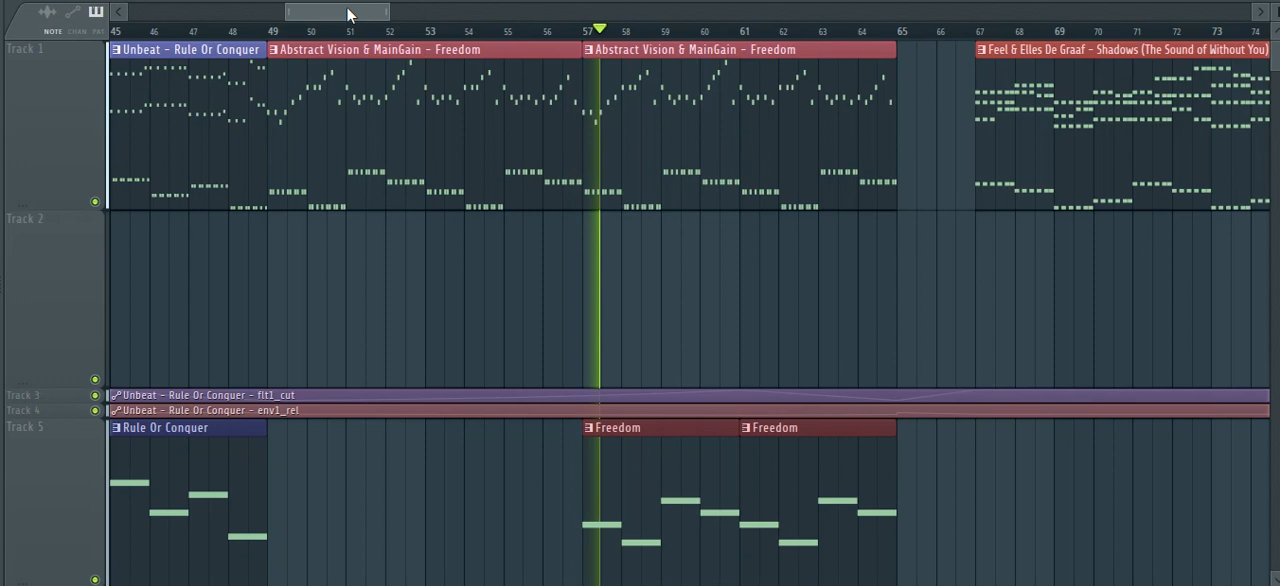 NOTE CHAN PAT
45 46 47 48 49 50 51 52 53 54 55 56 57 58 59 60 61 62 63 64 65 66 67 68 69 70 71 72 73 74
Track 1
Unbeat - Rule Or Conquer
Abstract Vision & MainGain - Freedom
Abstract Vision & MainGain - Freedom
Feel & Elles De Graaf - Shadows (The Sound of Without You)
Track 2
Track 3
Unbeat - Rule Or Conquer - flt1_cut
Track 4
Unbeat - Rule Or Conquer - env1_rel
Track 5
Rule Or Conquer
Freedom
Freedom